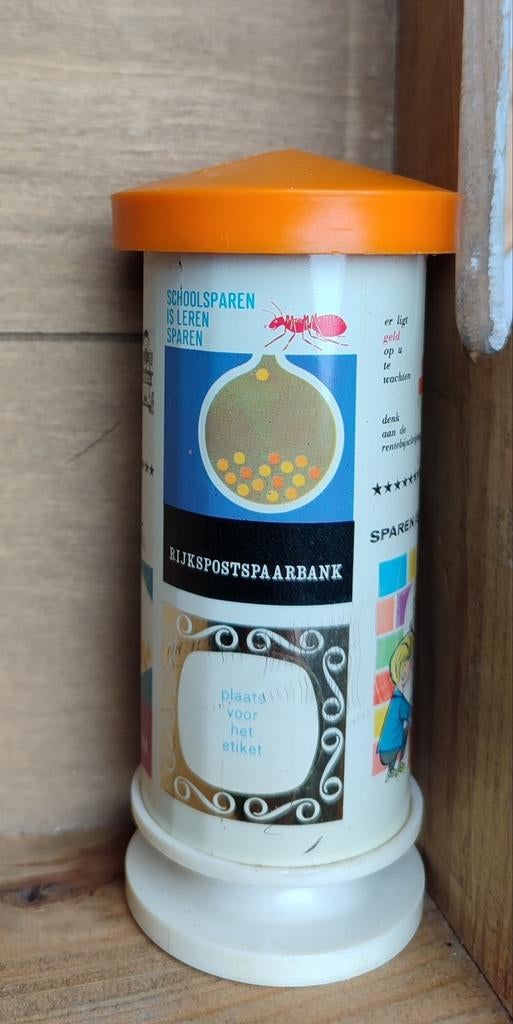 SCHOOLSPAREN
IS LEREN
SPAREN
RIJKSPOSTSPAARBANK
plaats
voor
het
etiket
er ligt
geld
op u
te
wachten
denk
aan de
SPAREN